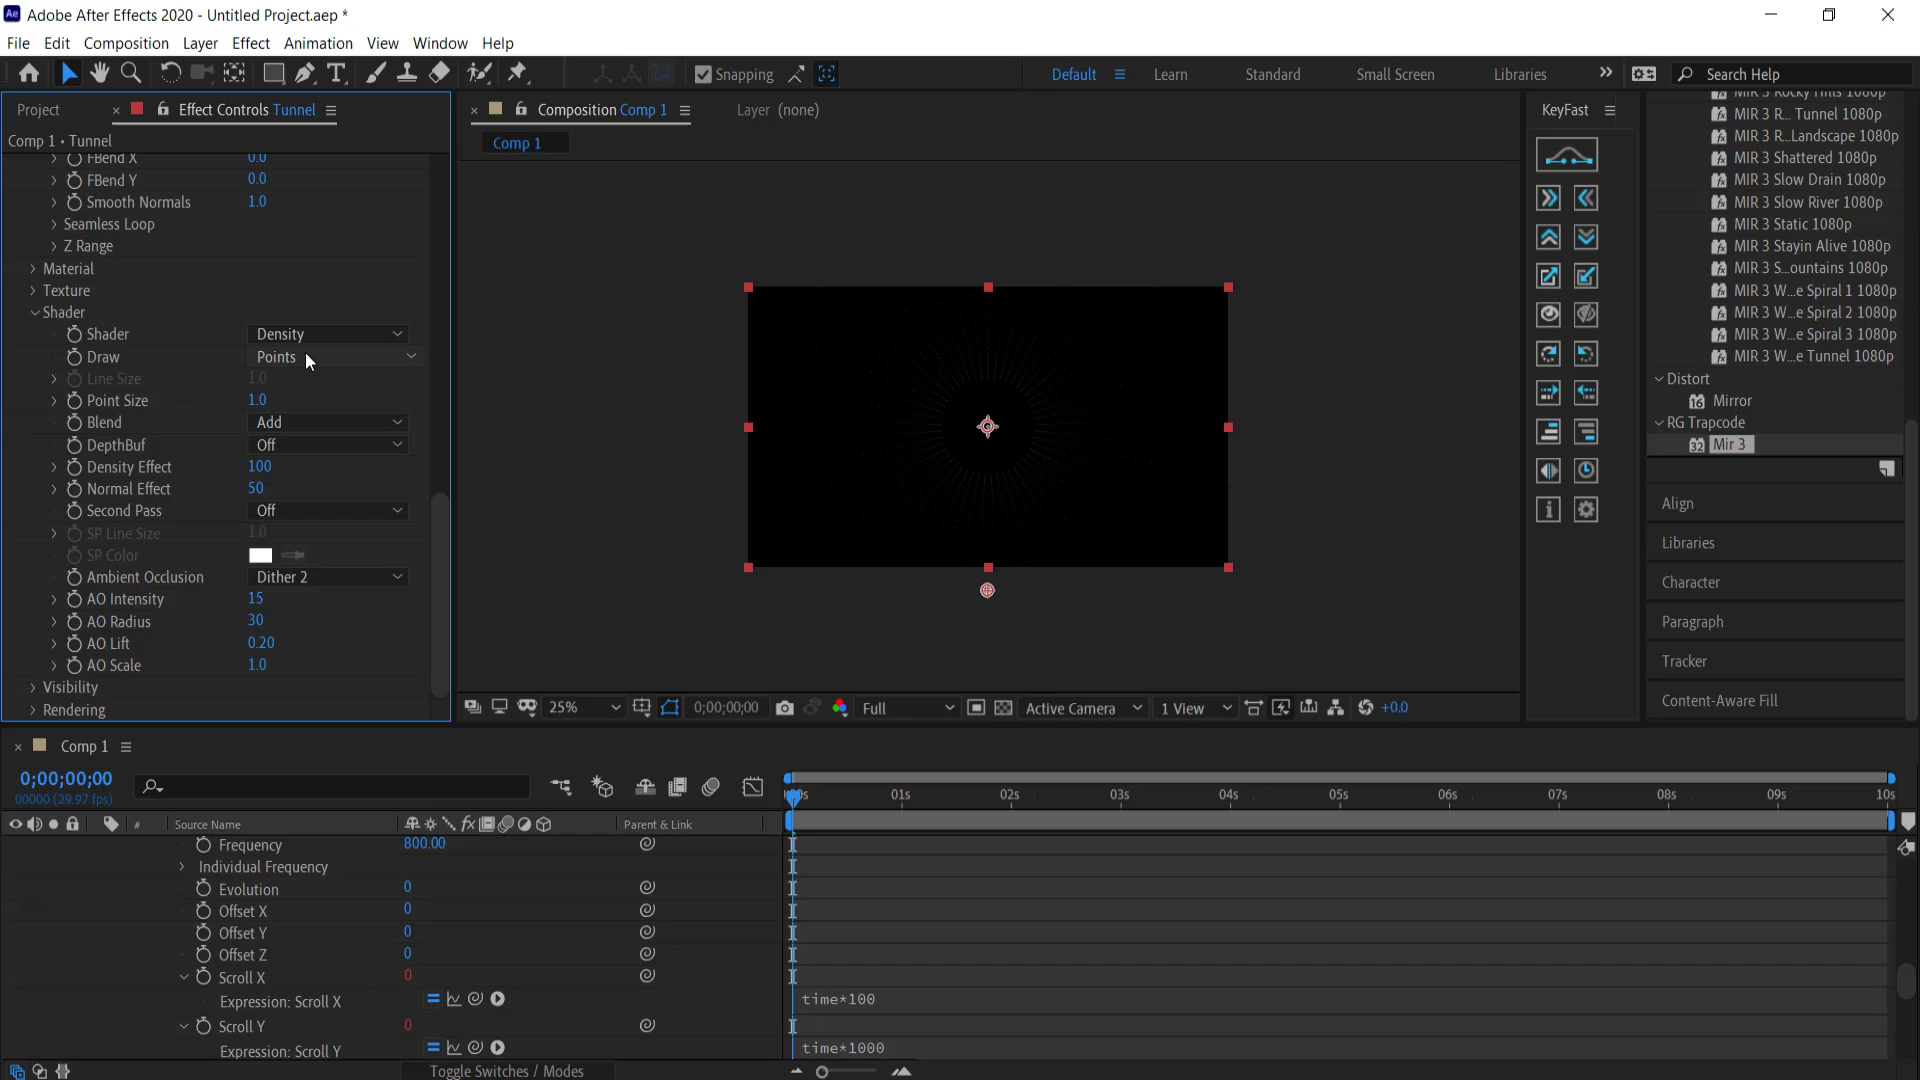 Adobe After Effects 2020 - Untitled Project.aep *
File Edit Composition Layer Effect Animation View Window Help
Snapping
Default Learn Standard Small Screen Libraries Search Help
Project
Effect Controls Tunnel
Comp 1 • Tunnel
FBend X 0.0
FBend Y 0.0
Smooth Normals 1.0
Seamless Loop
Z Range
Material
Texture
Shader
Shader Density
Draw Points
Line Size 1.0
Point Size 1.0
Blend Add
DepthBuf Off
Density Effect 100
Normal Effect 50
Second Pass Off
SP Line Size 1.0
SP Color
Ambient Occlusion Dither 2
AO Intensity 15
AO Radius 30
AO Lift 0.20
AO Scale 1.0
Visibility
Rendering
Composition Comp 1
Layer (none)
Comp 1
25% 0;00;00;00 Full Active Camera 1 View +0.0
KeyFast
MIR 3 Rocky Hills 1080p
MIR 3 R... Tunnel 1080p
MIR 3 R...Landscape 1080p
MIR 3 Shattered 1080p
MIR 3 Slow Drain 1080p
MIR 3 Slow River 1080p
MIR 3 Static 1080p
MIR 3 Stayin Alive 1080p
MIR 3 S...ountains 1080p
MIR 3 W...e Spiral 1 1080p
MIR 3 W...e Spiral 2 1080p
MIR 3 W...e Spiral 3 1080p
MIR 3 W...e Tunnel 1080p
Distort
16 Mirror
RG Trapcode
32 Mir 3
Align
Libraries
Character
Paragraph
Tracker
Content-Aware Fill
Comp 1
0;00;00;00
00000 (29.97 fps)
01s 02s 03s 04s 05s 06s 07s 08s 09s 10s
# Source Name Parent & Link
Frequency 800.00
Individual Frequency
Evolution 0
Offset X 0
Offset Y 0
Offset Z 0
Scroll X 0
Expression: Scroll X time*100
Scroll Y 0
Expression: Scroll Y time*1000
Toggle Switches / Modes